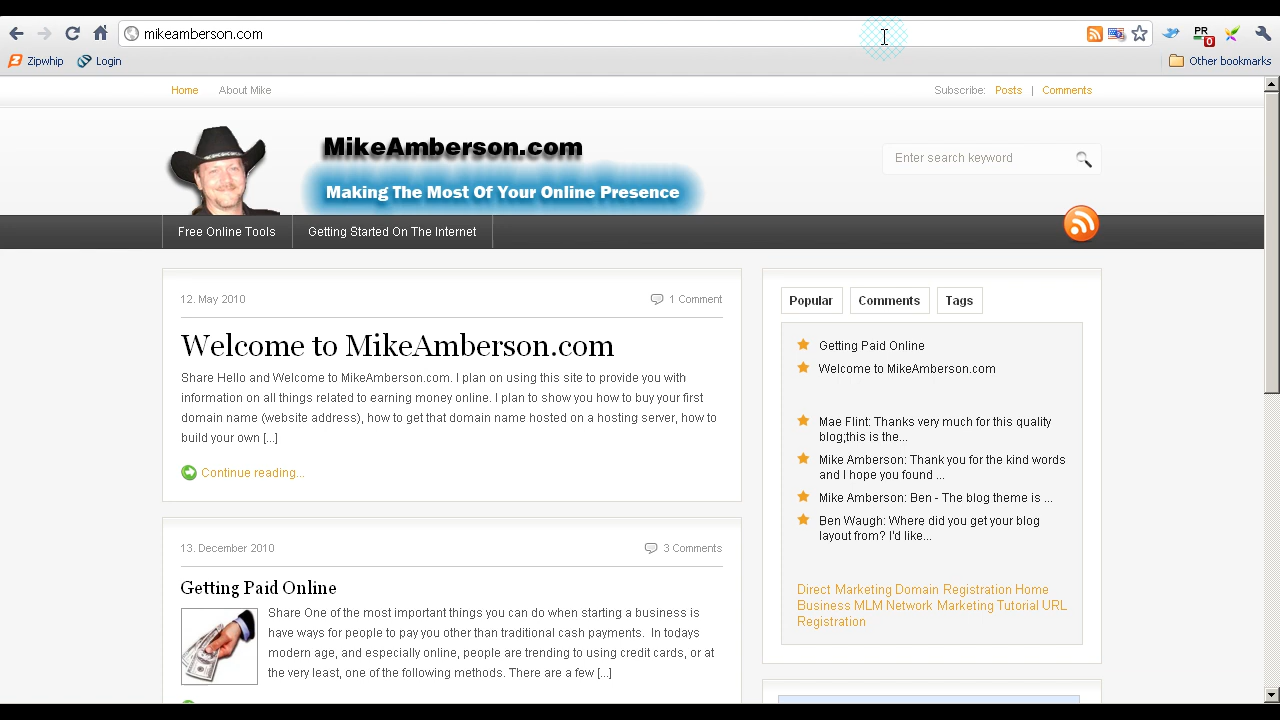 mikeamberson.com
PR
0
Zipwhip
Login
Other bookmarks
Home
About Mike
Subscribe: Posts | Comments
MikeAmberson.com
Making The Most Of Your Online Presence
Enter search keyword
Free Online Tools
Getting Started On The Internet
12. May 2010
1 Comment
Welcome to MikeAmberson.com
Share Hello and Welcome to MikeAmberson.com. I plan on using this site to provide you with
information on all things related to earning money online. I plan to show you how to buy your first
domain name (website address), how to get that domain name hosted on a hosting server, how to
build your own [...]
Continue reading...
13. December 2010
3 Comments
Getting Paid Online
Share One of the most important things you can do when starting a business is
have ways for people to pay you other than traditional cash payments.  In todays
modern age, and especially online, people are trending to using credit cards, or at
the very least, one of the following methods. There are a few [...]
Popular
Comments
Tags
Getting Paid Online
Welcome to MikeAmberson.com
Mae Flint: Thanks very much for this quality
blog;this is the...
Mike Amberson: Thank you for the kind words
and I hope you found ...
Mike Amberson: Ben - The blog theme is ...
Ben Waugh: Where did you get your blog
layout from? I'd like...
Direct Marketing Domain Registration Home
Business MLM Network Marketing Tutorial URL
Registration